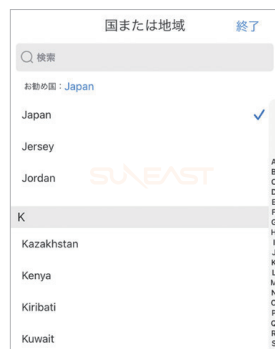 国または地域 終了
検索
お勧め国：Japan
Japan
Jersey
Jordan
SUNEAST
K
Kazakhstan
Kenya
Kiribati
Kuwait
A
B
C
D
E
F
G
H
I
J
K
L
M
N
O
P
Q
R
S